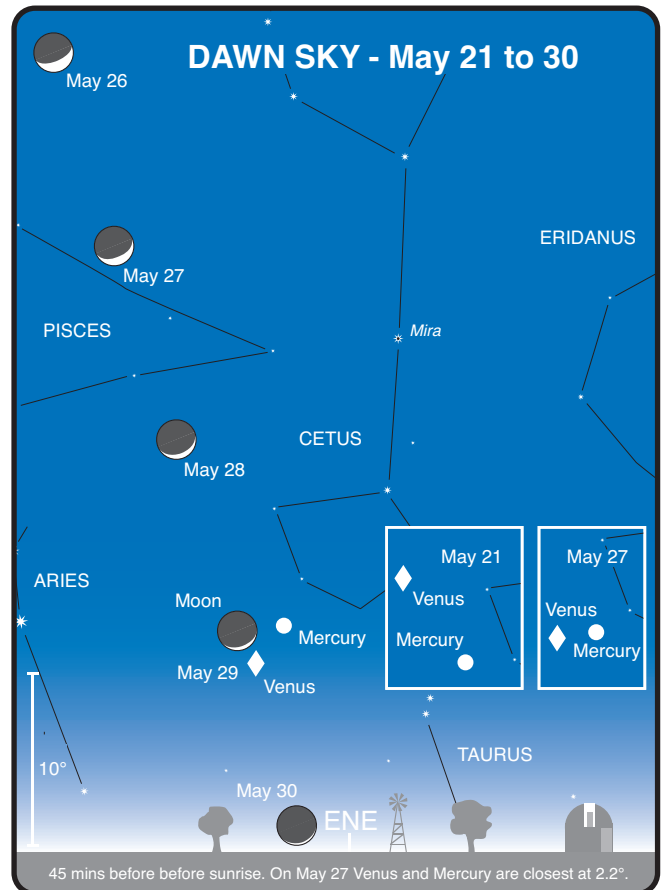 DAWN SKY - May 21 to 30
May 26
ERIDANUS
May 27
PISCES
Mira
CETUS
May 28
May 21
May 27
ARIES
Venus
Moon
Venus
Mercury
Mercury
Mercury
May 29
Venus
TAURUS
10°
May 30
ENE
45 mins before before sunrise. On May 27 Venus and Mercury are closest at 2.2°.